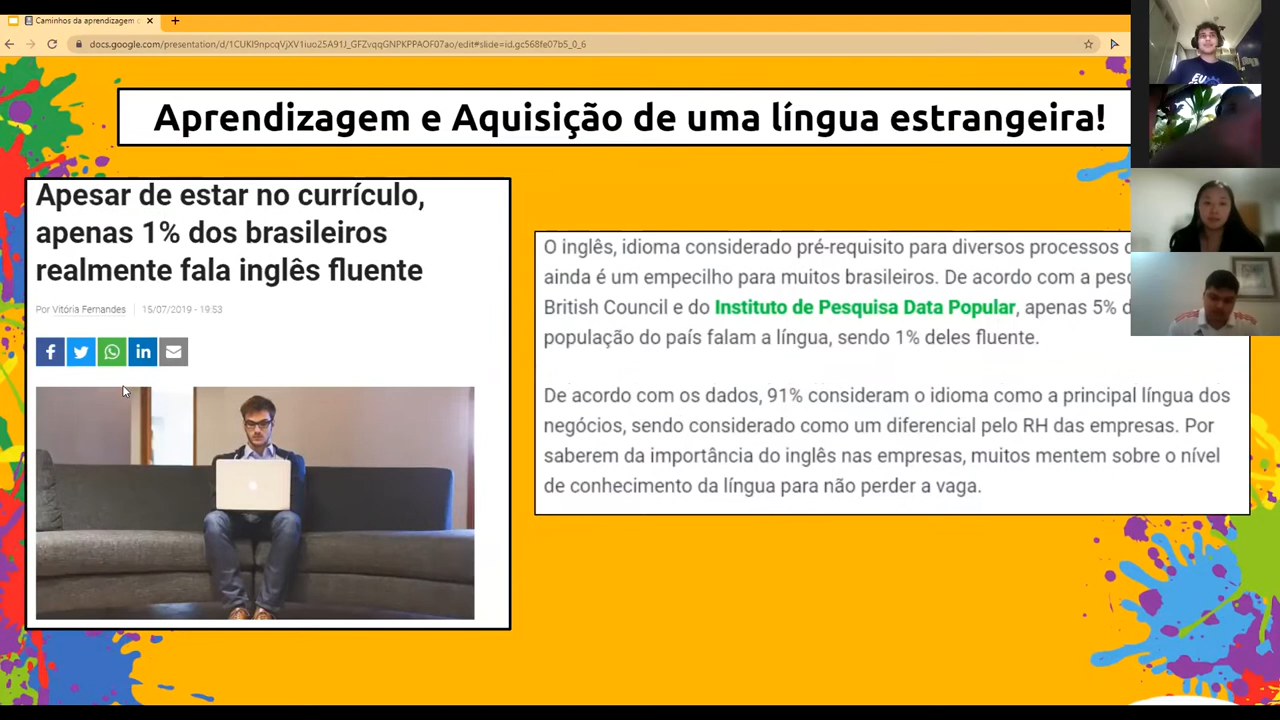 Caminhos da aprendizagem
docs.google.com/presentation/d/1CUKI9npcqVjXV1iuo25A91J_GFZvqqGNPKPPAOF07ao/edit#slide=id.gc568fe07b5_0_6
Aprendizagem e Aquisição de uma língua estrangeira!
Apesar de estar no currículo,
apenas 1% dos brasileiros
realmente fala inglês fluente
Por Vitória Fernandes 15/07/2019 - 19:53
O inglês, idioma considerado pré-requisito para diversos processos
ainda é um empecilho para muitos brasileiros. De acordo com a
British Council e do Instituto de Pesquisa Data Popular, apenas 5%
população do país falam a língua, sendo 1% deles fluente.
De acordo com os dados, 91% consideram o idioma como a principal língua dos
negócios, sendo considerado como um diferencial pelo RH das empresas. Por
saberem da importância do inglês nas empresas, muitos mentem sobre o nível
de conhecimento da língua para não perder a vaga.
EU